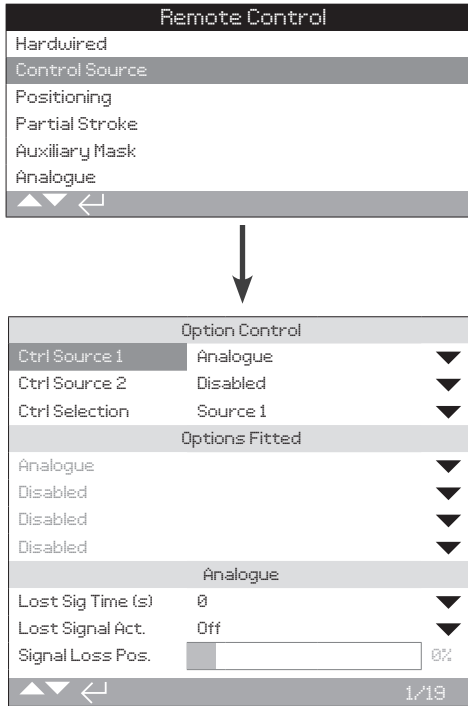 Remote Control
Hardwired
Control Source
Positioning
Partial Stroke
Auxiliary Mask
Analogue
Option Control
Ctrl Source 1 Analogue
Ctrl Source 2 Disabled
Ctrl Selection Source 1
Options Fitted
Analogue
Disabled
Disabled
Disabled
Analogue
Lost Sig Time (s) 0
Lost Signal Act. Off
Signal Loss Pos. 0%
1/19